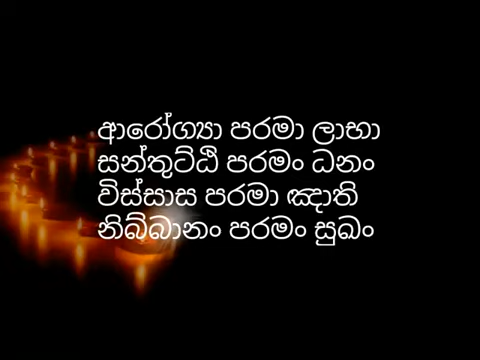 ආරෝග්‍යා පරමා ලාභා
සන්තුට්ඨි පරමං ධනං
විස්සාස පරමා ඤාති
නිබ්බානං පරමං සුඛං